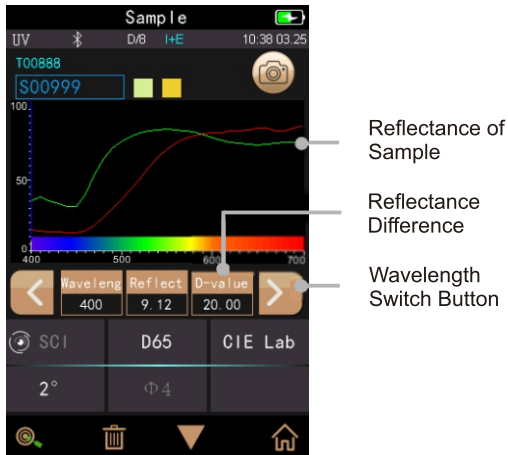 Sample
UV D/8 I+E 10:38 03.25
T00888
S00999
100
50
0
400 500 600 700
Waveleng Reflect D-value
400 9.12 20.00
SCI D65 CIE Lab
2° Φ4
Reflectance of
Sample
Reflectance
Difference
Wavelength
Switch Button